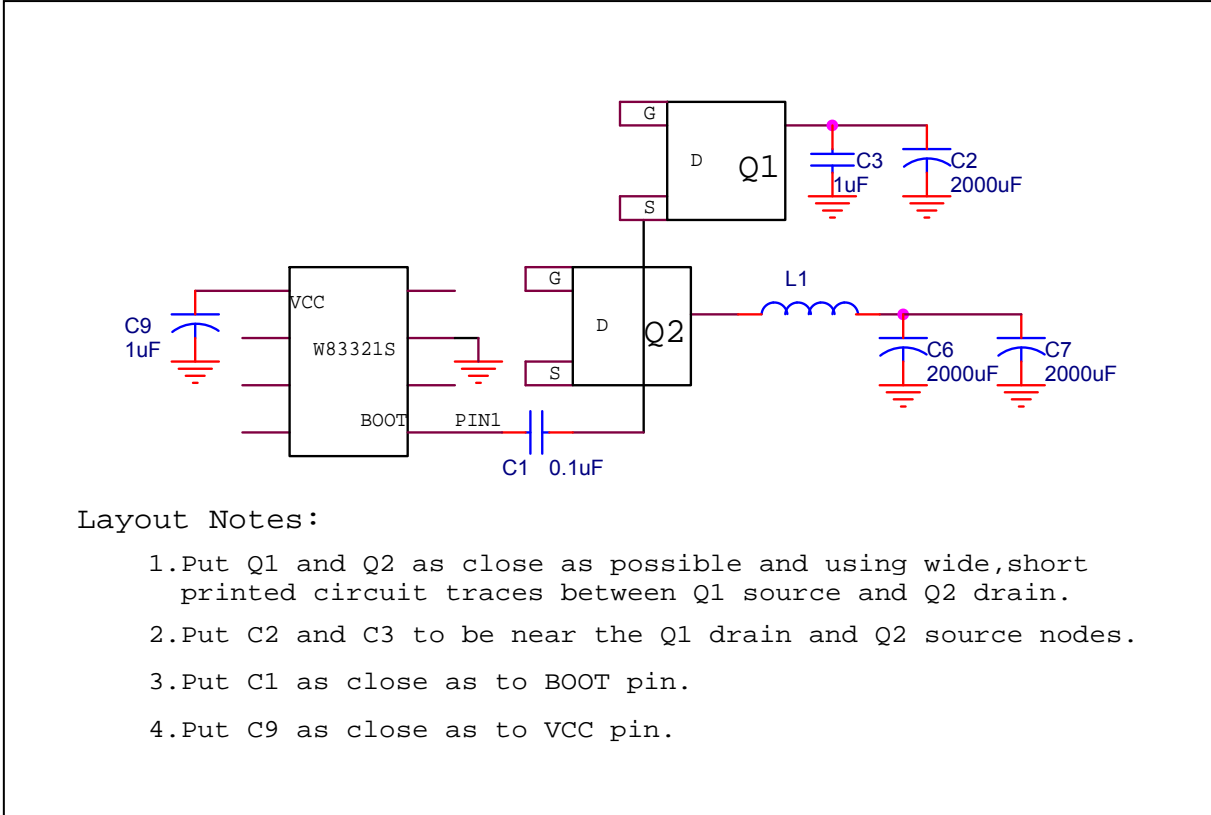 G
D
Q1
S
C3
1uF
C2
2000uF
G
D
Q2
S
L1
C6
2000uF
C7
2000uF
C9
1uF
VCC
W83321S
BOOT
PIN1
C1
0.1uF
Layout Notes:
1.Put Q1 and Q2 as close as possible and using wide,short
printed circuit traces between Q1 source and Q2 drain.
2.Put C2 and C3 to be near the Q1 drain and Q2 source nodes.
3.Put C1 as close as to BOOT pin.
4.Put C9 as close as to VCC pin.